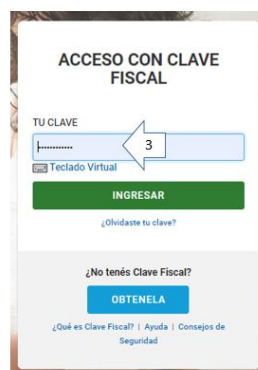 ACCESO CON CLAVE
FISCAL
TU CLAVE
3
Teclado Virtual
INGRESAR
¿Olvidaste tu clave?
¿No tenés Clave Fiscal?
OBTENELA
¿Qué es Clave Fiscal? | Ayuda | Consejos de
Seguridad